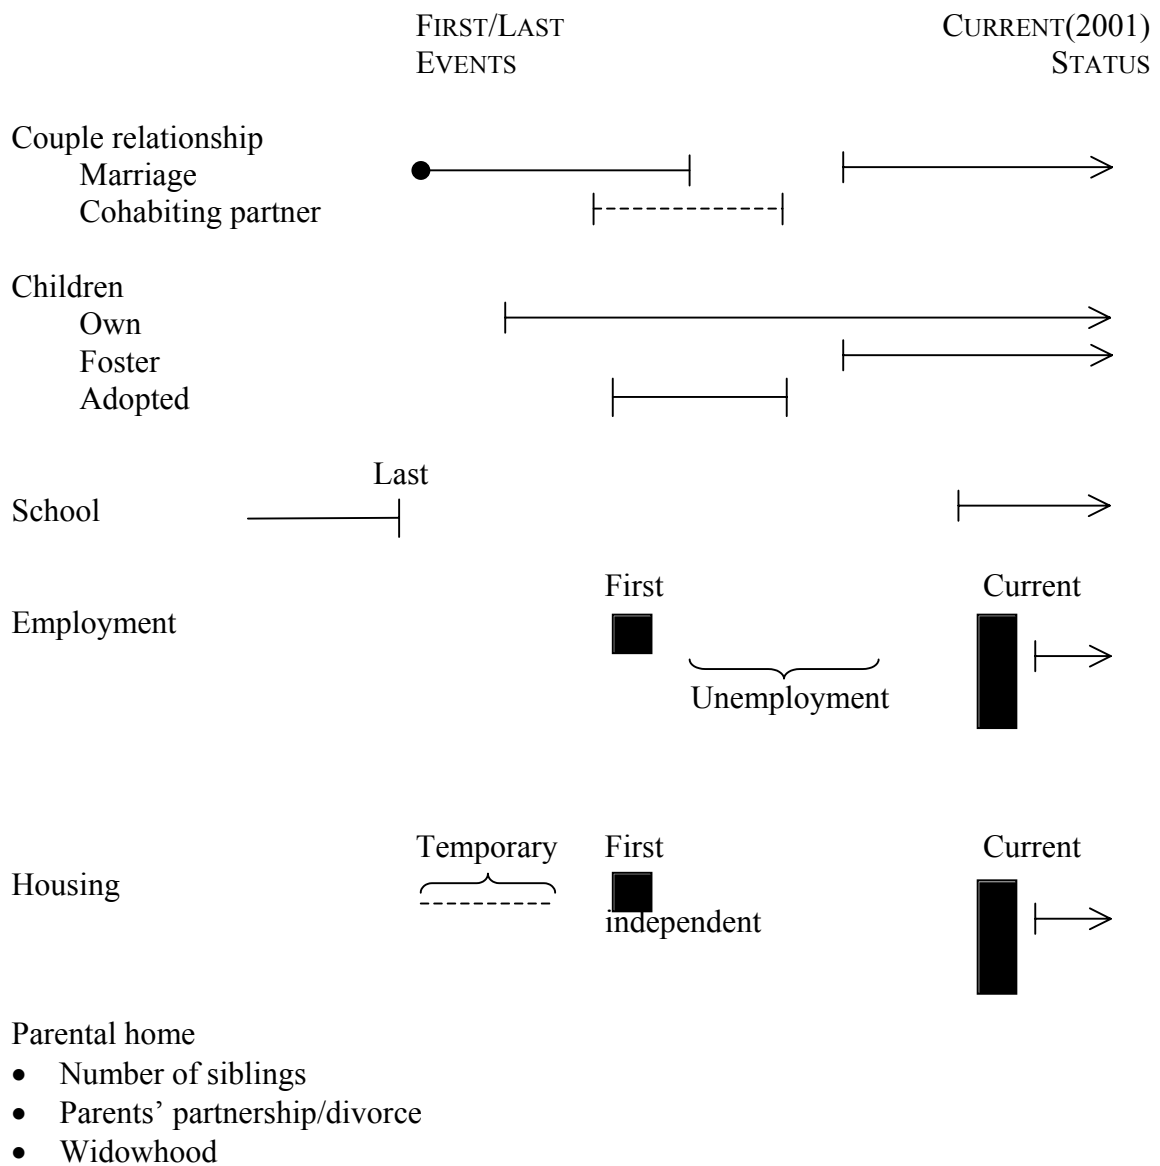 FIRST/LAST CURRENT(2001)
EVENTS STATUS
Couple relationship
Marriage
Cohabiting partner
Children
Own
Foster
Adopted
Last
School
First Current
Employment
Unemployment
Temporary First Current
Housing
independent
Parental home
• Number of siblings
• Parents’ partnership/divorce
• Widowhood